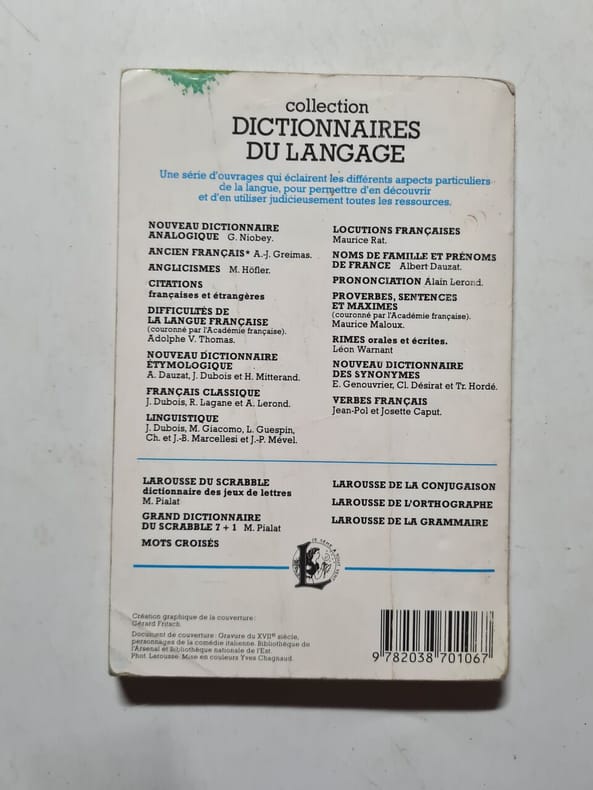 collection
DICTIONNAIRES
DU LANGAGE
Une série d'ouvrages qui éclairent les différents aspects particuliers
de la langue, pour permettre d'en découvrir
et d'en utiliser judicieusement toutes les ressources.
NOUVEAU DICTIONNAIRE
ANALOGIQUE G. Niobey.
ANCIEN FRANÇAIS* A.-J. Greimas.
ANGLICISMES M. Höfler.
CITATIONS
françaises et étrangères
DIFFICULTÉS DE
LA LANGUE FRANÇAISE
(couronné par l'Académie française).
Adolphe V. Thomas.
NOUVEAU DICTIONNAIRE
ÉTYMOLOGIQUE
A. Dauzat, J. Dubois et H. Mitterand.
FRANÇAIS CLASSIQUE
J. Dubois, R. Lagane et A. Lerond.
LINGUISTIQUE
J. Dubois, M. Giacomo, L. Guespin,
Ch. et J.-B. Marcellesi et J.-P. Mével.
LOCUTIONS FRANÇAISES
Maurice Rat.
NOMS DE FAMILLE ET PRÉNOMS
DE FRANCE Albert Dauzat.
PRONONCIATION Alain Lerond.
PROVERBES, SENTENCES
ET MAXIMES
(couronné par l'Académie française).
Maurice Maloux.
RIMES orales et écrites.
Léon Warnant
NOUVEAU DICTIONNAIRE
DES SYNONYMES
E. Genouvrier, Cl. Désirat et Tr. Hordé.
VERBES FRANÇAIS
Jean-Pol et Josette Caput.
LAROUSSE DU SCRABBLE
dictionnaire des jeux de lettres
M. Pialat
GRAND DICTIONNAIRE
DU SCRABBLE 7 + 1 M. Pialat
MOTS CROISÉS
LAROUSSE DE LA CONJUGAISON
LAROUSSE DE L'ORTHOGRAPHE
LAROUSSE DE LA GRAMMAIRE
JE SÈME À TOUT VENT
L
Création graphique de la couverture :
Gérard Fritsch.
Document de couverture : Gravure du XVIIe siècle,
personnages de la comédie italienne. Bibliothèque de
l'Arsenal et Bibliothèque nationale de l'Est.
Phot. Larousse. Mise en couleurs Yves Chagnaud.
9 782038 701067